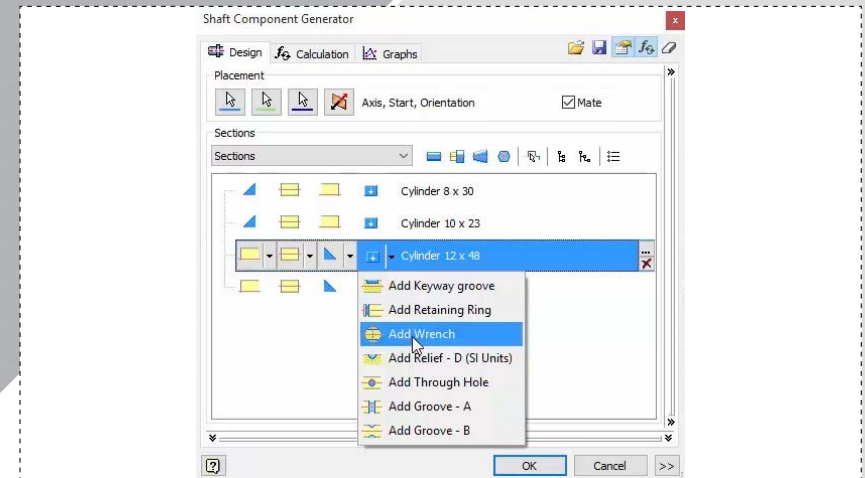 Shaft Component Generator
x
Design fG Calculation Graphs
Placement
Axis, Start, Orientation Mate
Sections
Sections
Cylinder 8 x 30
Cylinder 10 x 23
Cylinder 12 x 48
Add Keyway groove
Add Retaining Ring
Add Wrench
Add Relief - D (SI Units)
Add Through Hole
Add Groove - A
Add Groove - B
? OK Cancel >>